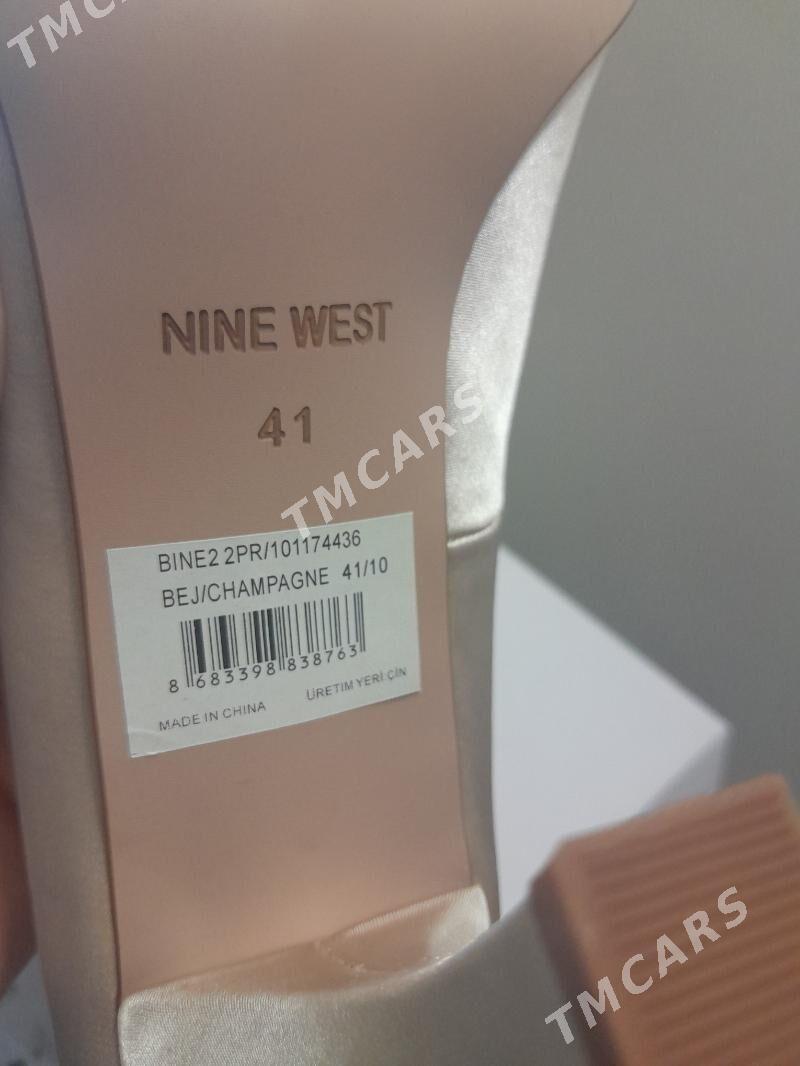 TMCARS
NINE WEST
41
TMCARS
BINE2 2PR/101174436
BEJ/CHAMPAGNE 41/10
8 683398 838763
MADE IN CHINA ÜRETIM YERİ:ÇİN
TMCARS